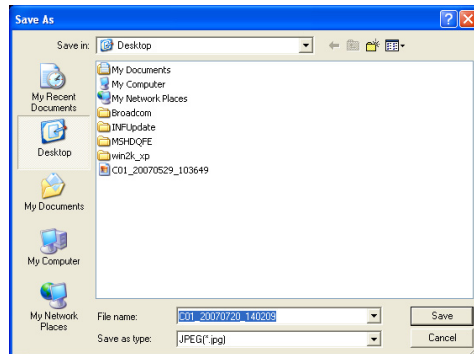 Save As
Save in: Desktop
My Recent Documents
Desktop
My Documents
My Computer
My Network Places
My Documents
My Computer
My Network Places
Broadcom
INFUpdate
MSHDQFE
win2k_xp
C01_20070529_103649
File name: C01_20070720_140209 Save
Save as type: JPEG(*.jpg) Cancel